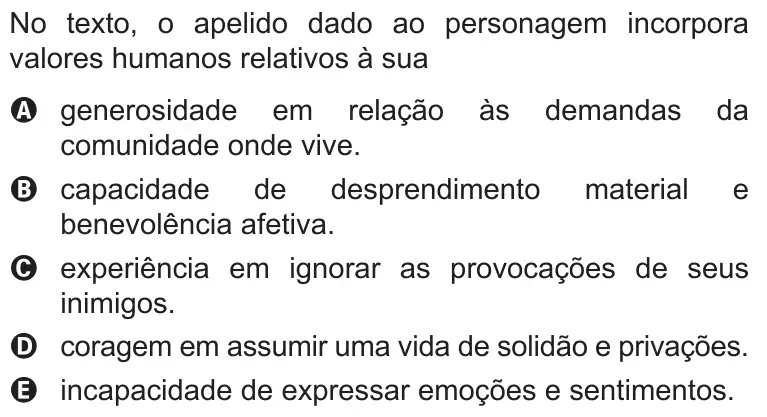 No texto, o apelido dado ao personagem incorpora
valores humanos relativos à sua
A generosidade em relação às demandas da
comunidade onde vive.
B capacidade de desprendimento material e
benevolência afetiva.
C experiência em ignorar as provocações de seus
inimigos.
D coragem em assumir uma vida de solidão e privações.
E incapacidade de expressar emoções e sentimentos.